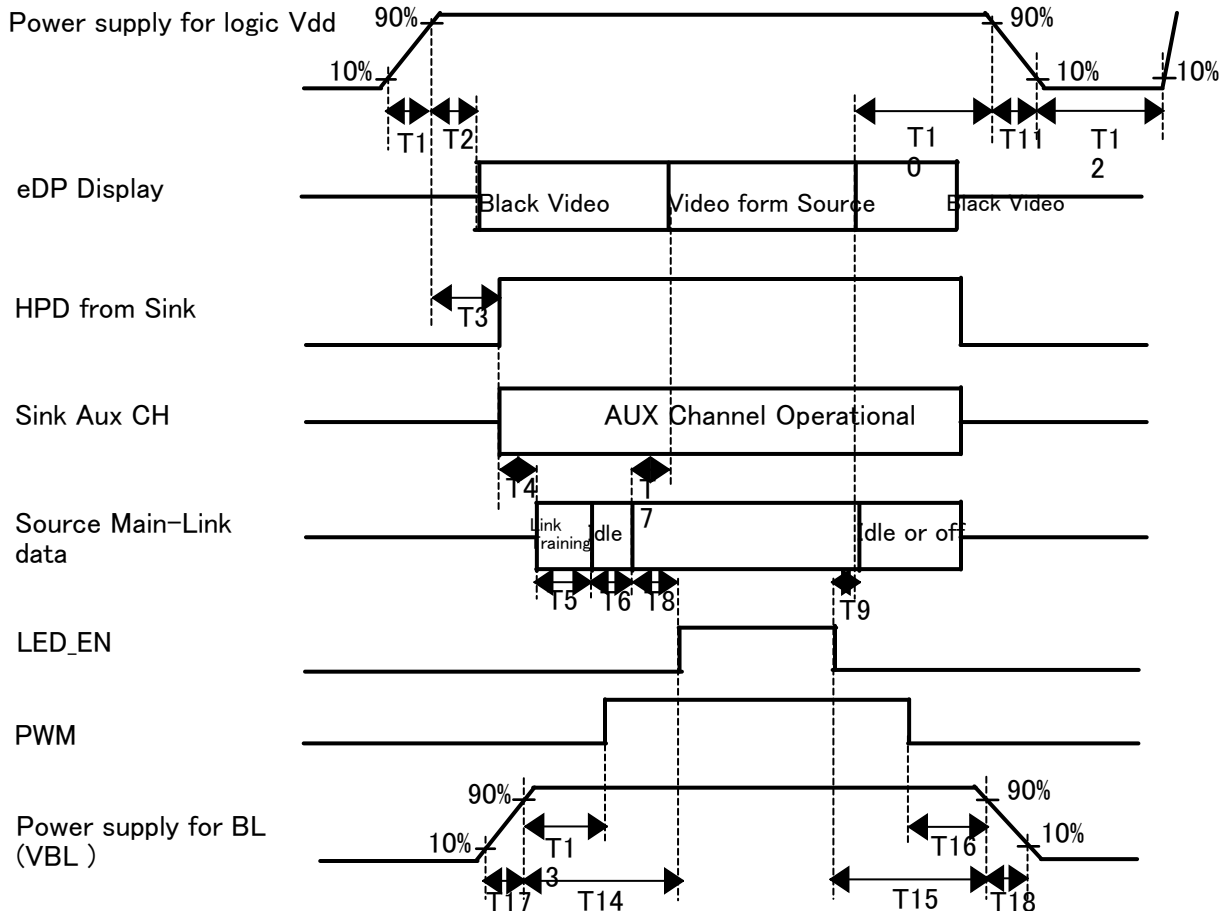 Power supply for logic Vdd
90%
90%
10%
10%
10%
T1
T2
T1
0
T11
T1
2
eDP Display
Black Video
Video form Source
Black Video
HPD from Sink
T3
Sink Aux CH
AUX Channel Operational
T4
T
7
Source Main-Link
data
Link
Training
Idle
Idle or off
T5
T6
T8
T9
LED_EN
PWM
Power supply for BL
(VBL )
90%
90%
10%
10%
T1
3
T16
T17
T14
T15
T18